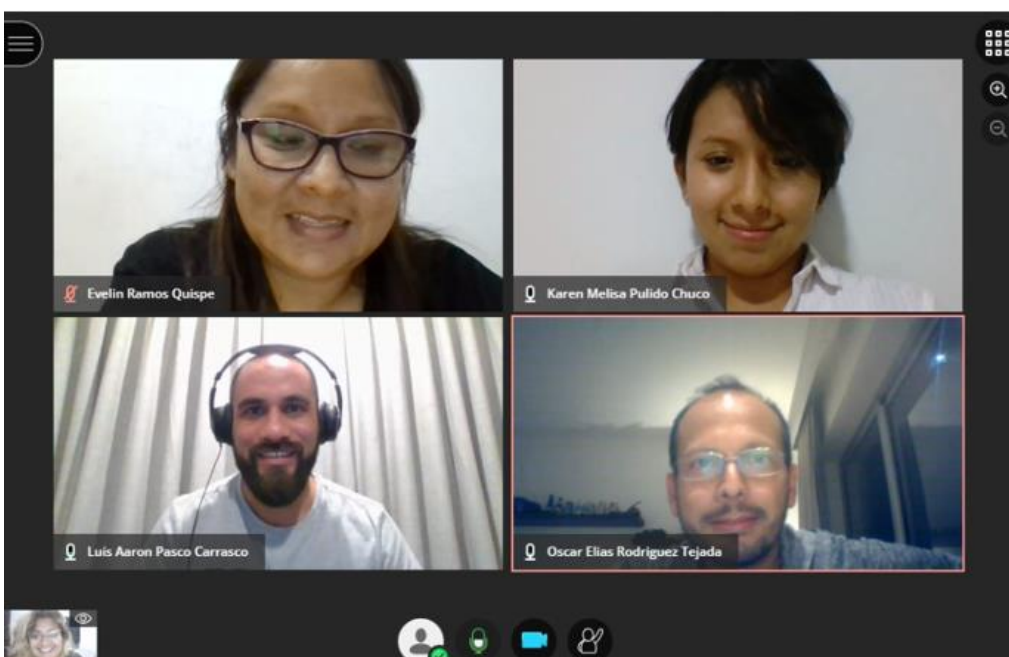 Evelin Ramos Quispe
Karen Melisa Pulido Chuco
Luis Aaron Pasco Carrasco
Oscar Elias Rodriguez Tejada